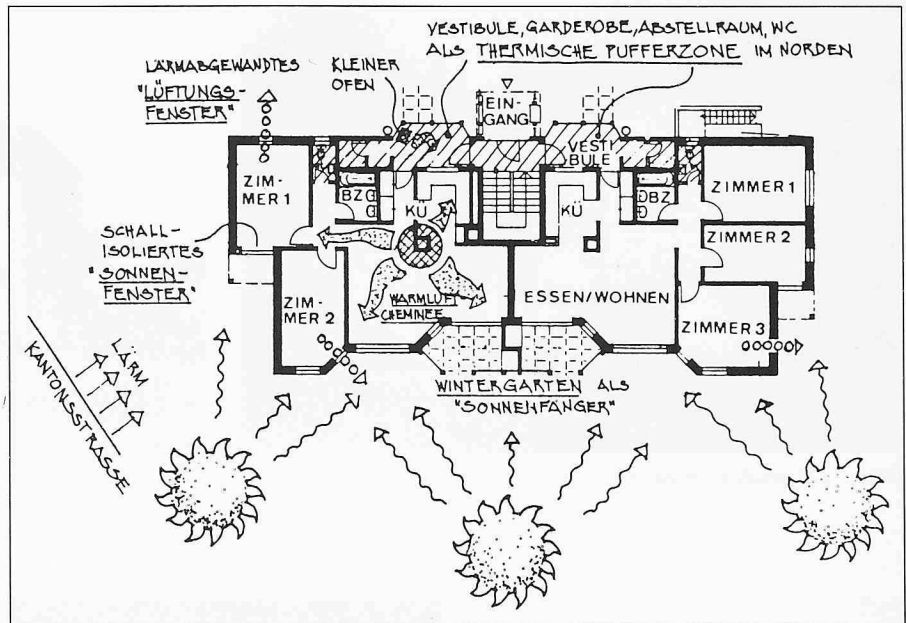 VESTIBULE, GARDEROBE, ABSTELLRAUM, WC
ALS THERMISCHE PUFFERZONE IM NORDEN
LÄRMABGEWANDTES
"LÜFTUNGS-
FENSTER"
KLEINER
OFEN
EIN-
GANG
VESTI
BULE
ZIM-
MER 1
BZ
KÜ
KÜ
BZ
ZIMMER 1
SCHALL-
ISOLIERTES
"SONNEN-
FENSTER"
ZIMMER 2
ZIM-
MER 2
WARMLUFT
CHEMINEE
ESSEN/WOHNEN
ZIMMER 3
WINTERGARTEN ALS
"SONNENFÄNGER"
LÄRM
KANTONSSTRASSE